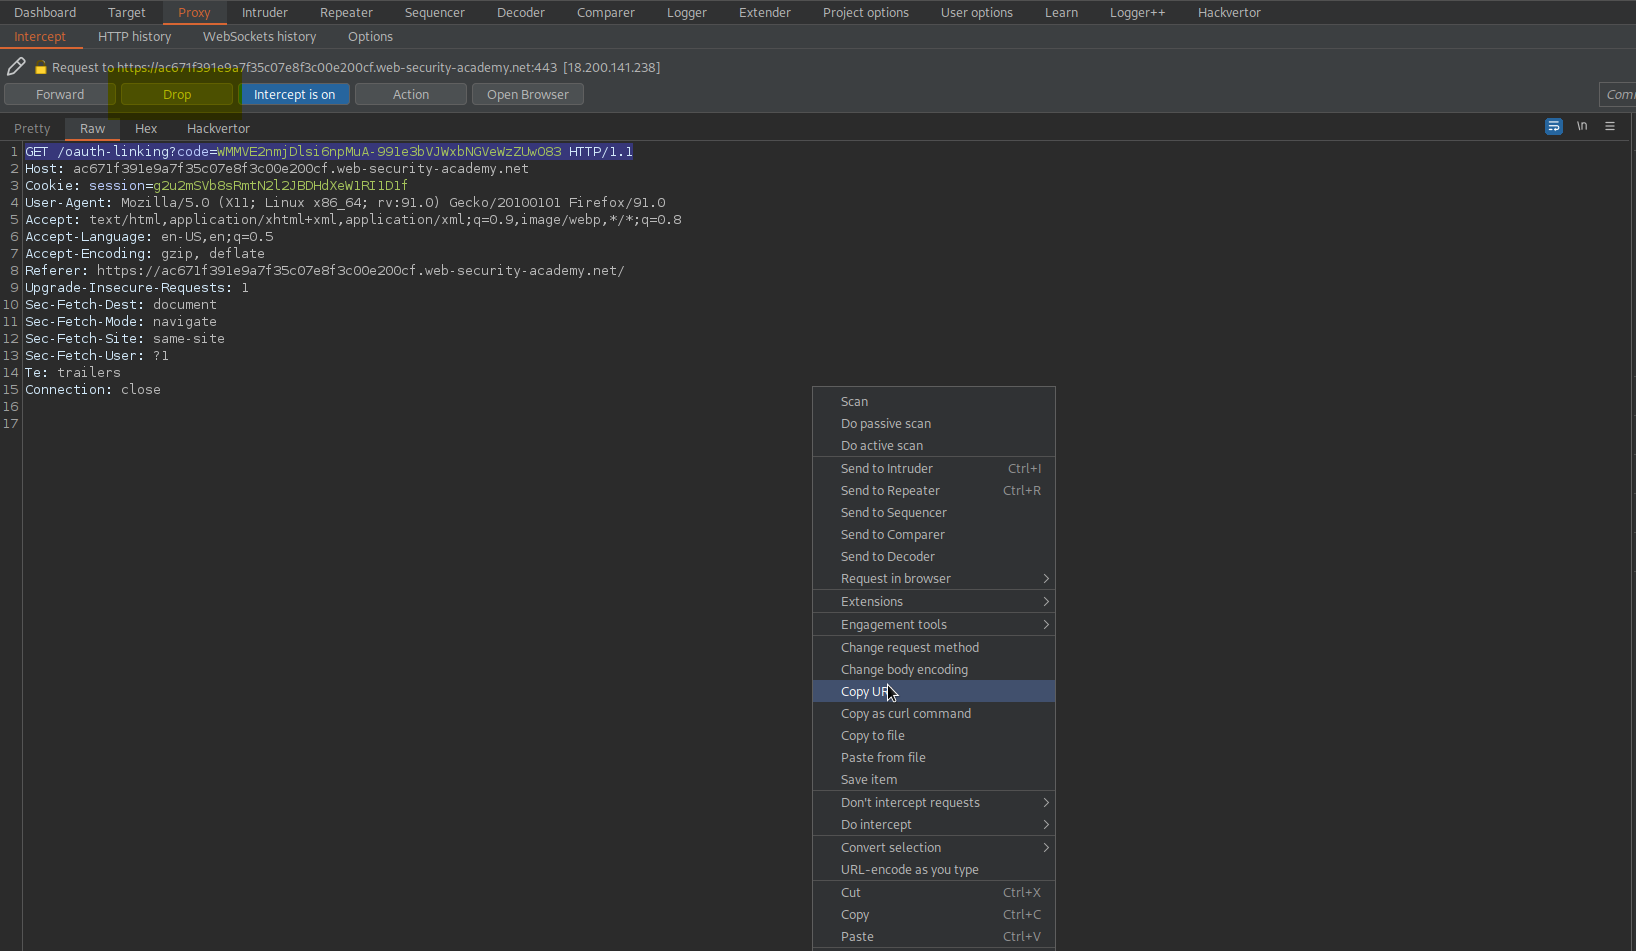 Dashboard Target Proxy Intruder Repeater Sequencer Decoder Comparer Logger Extender Project options User options Learn Logger++ Hackvertor
Intercept HTTP history WebSockets history Options
Request to https://ac671f391e9a7f35c07e8f3c00e200cf.web-security-academy.net:443 [18.200.141.238]
Forward Drop Intercept is on Action Open Browser Com
Pretty Raw Hex Hackvertor \n
1 GET /oauth-linking?code=WMMVE2nmjDlsi6npMuA-991e3bVJWxbNGVeWzZUwO83 HTTP/1.1
2 Host: ac671f391e9a7f35c07e8f3c00e200cf.web-security-academy.net
3 Cookie: session=g2u2mSVb8sRmtN2l2JBDHdXeW1RI1D1f
4 User-Agent: Mozilla/5.0 (X11; Linux x86_64; rv:91.0) Gecko/20100101 Firefox/91.0
5 Accept: text/html,application/xhtml+xml,application/xml;q=0.9,image/webp,*/*;q=0.8
6 Accept-Language: en-US,en;q=0.5
7 Accept-Encoding: gzip, deflate
8 Referer: https://ac671f391e9a7f35c07e8f3c00e200cf.web-security-academy.net/
9 Upgrade-Insecure-Requests: 1
10 Sec-Fetch-Dest: document
11 Sec-Fetch-Mode: navigate
12 Sec-Fetch-Site: same-site
13 Sec-Fetch-User: ?1
14 Te: trailers
15 Connection: close
16
17
Scan
Do passive scan
Do active scan
Send to Intruder Ctrl+I
Send to Repeater Ctrl+R
Send to Sequencer
Send to Comparer
Send to Decoder
Request in browser
Extensions
Engagement tools
Change request method
Change body encoding
Copy UR
Copy as curl command
Copy to file
Paste from file
Save item
Don't intercept requests
Do intercept
Convert selection
URL-encode as you type
Cut Ctrl+X
Copy Ctrl+C
Paste Ctrl+V